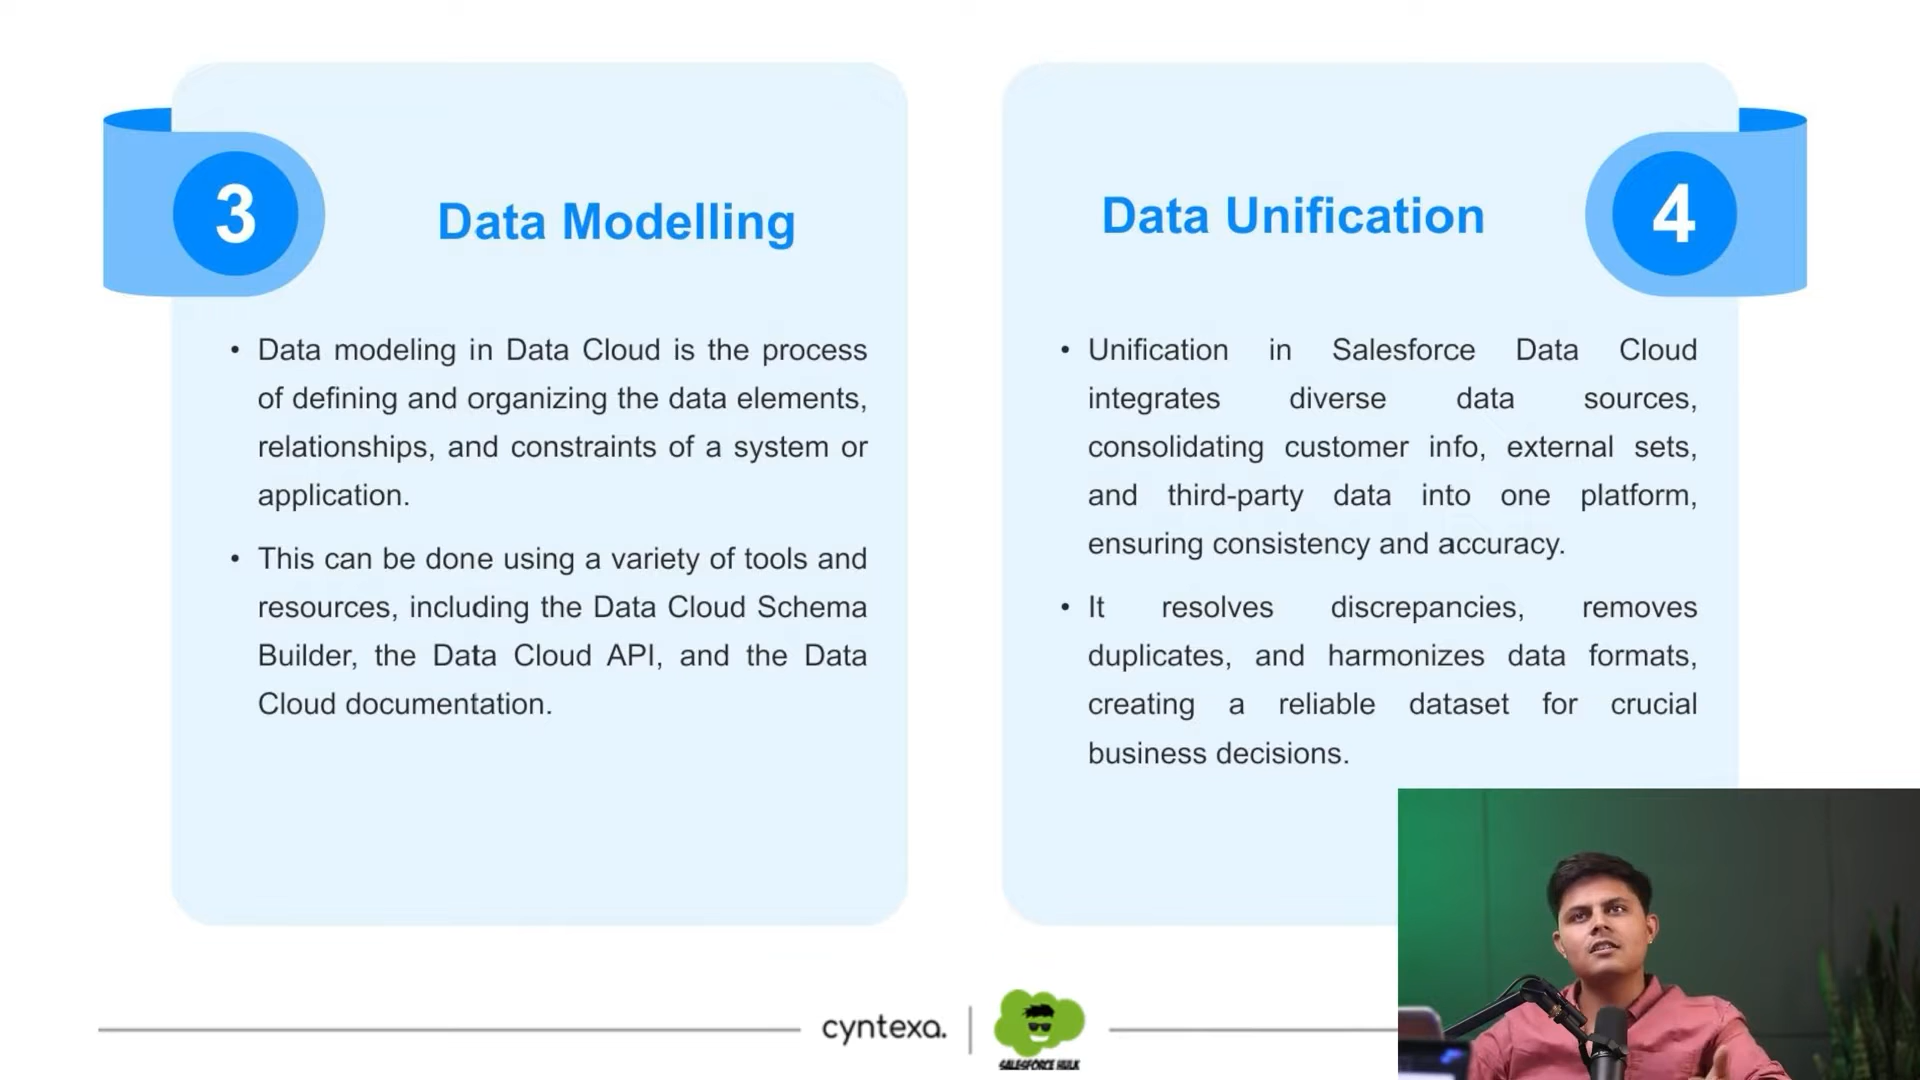 3
Data Modelling
• Data modeling in Data Cloud is the process
of defining and organizing the data elements,
relationships, and constraints of a system or
application.
• This can be done using a variety of tools and
resources, including the Data Cloud Schema
Builder, the Data Cloud API, and the Data
Cloud documentation.
Data Unification
4
• Unification in Salesforce Data Cloud
integrates diverse data sources,
consolidating customer info, external sets,
and third-party data into one platform,
ensuring consistency and accuracy.
• It resolves discrepancies, removes
duplicates, and harmonizes data formats,
creating a reliable dataset for crucial
business decisions.
cyntexa.
SALESFORCE HULK